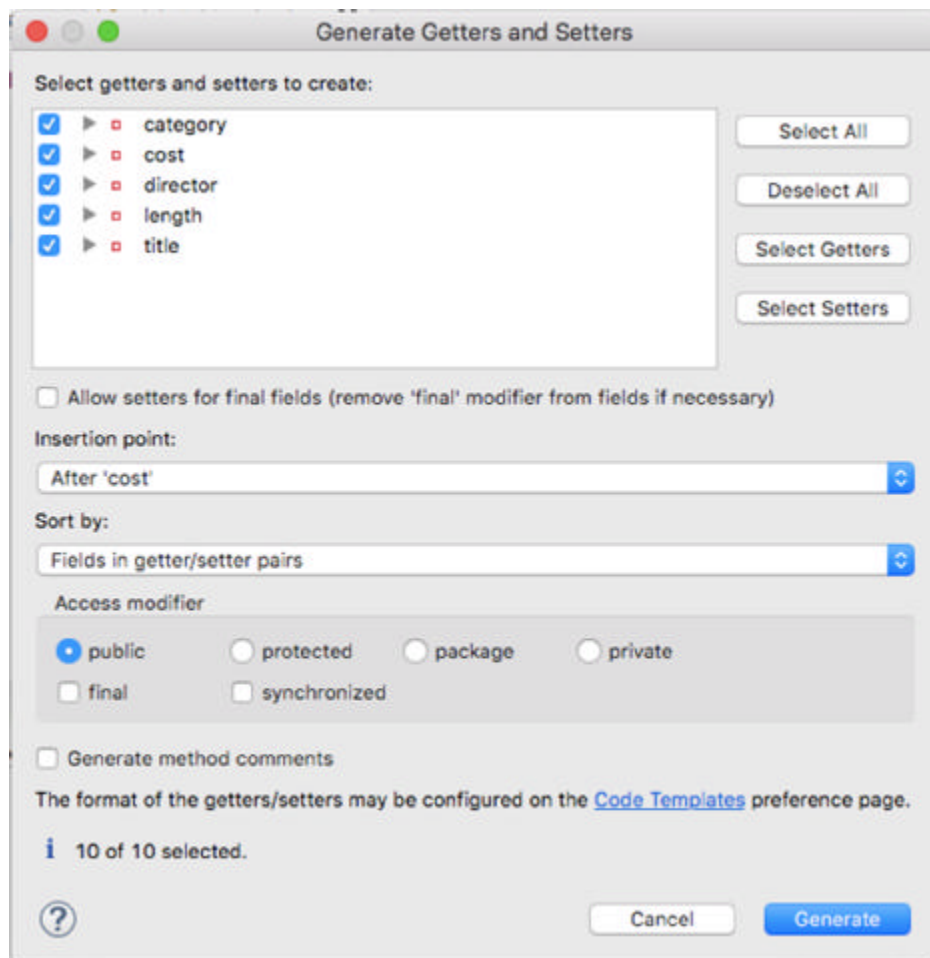 Generate Getters and Setters
Select getters and setters to create:
category
cost
director
length
title
Select All
Deselect All
Select Getters
Select Setters
Allow setters for final fields (remove 'final' modifier from fields if necessary)
Insertion point:
After 'cost'
Sort by:
Fields in getter/setter pairs
Access modifier
public protected package private
final synchronized
Generate method comments
The format of the getters/setters may be configured on the Code Templates preference page.
i 10 of 10 selected.
? Cancel Generate